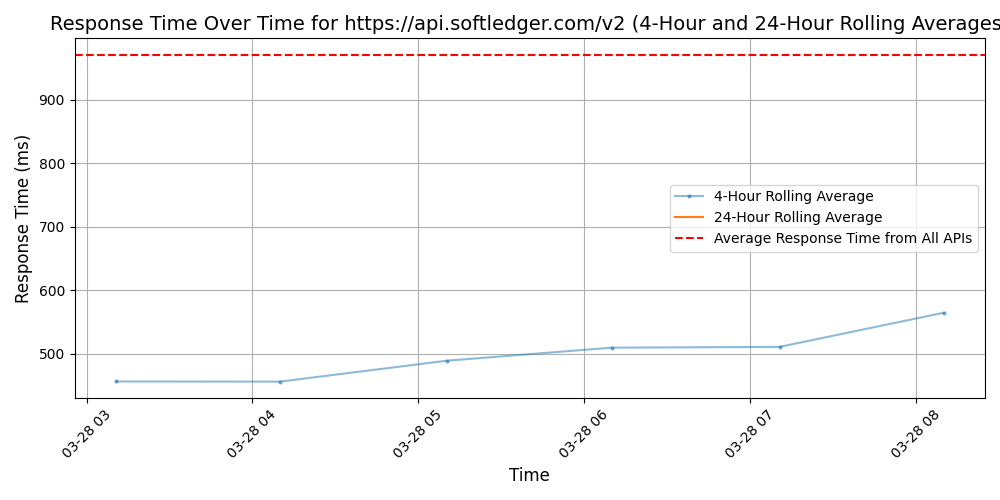 Response Time Over Time for https://api.softledger.com/v2 (4-Hour and 24-Hour Rolling Averages
Response Time (ms)
900
800
700
600
500
4-Hour Rolling Average
24-Hour Rolling Average
Average Response Time from All APIs
03-28 03
03-28 04
03-28 05
03-28 06
03-28 07
03-28 08
Time